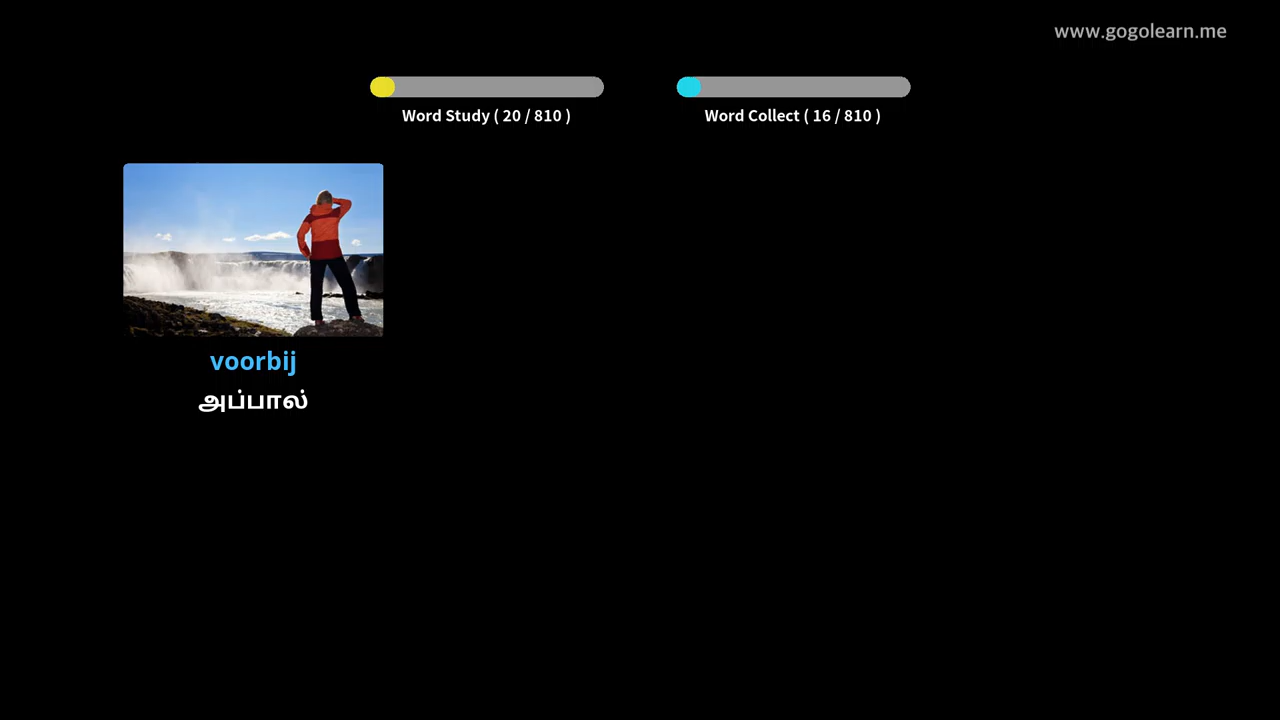 www.gogolearn.me
Word Study ( 20 / 810 )
Word Collect ( 16 / 810 )
voorbij
அப்பால்